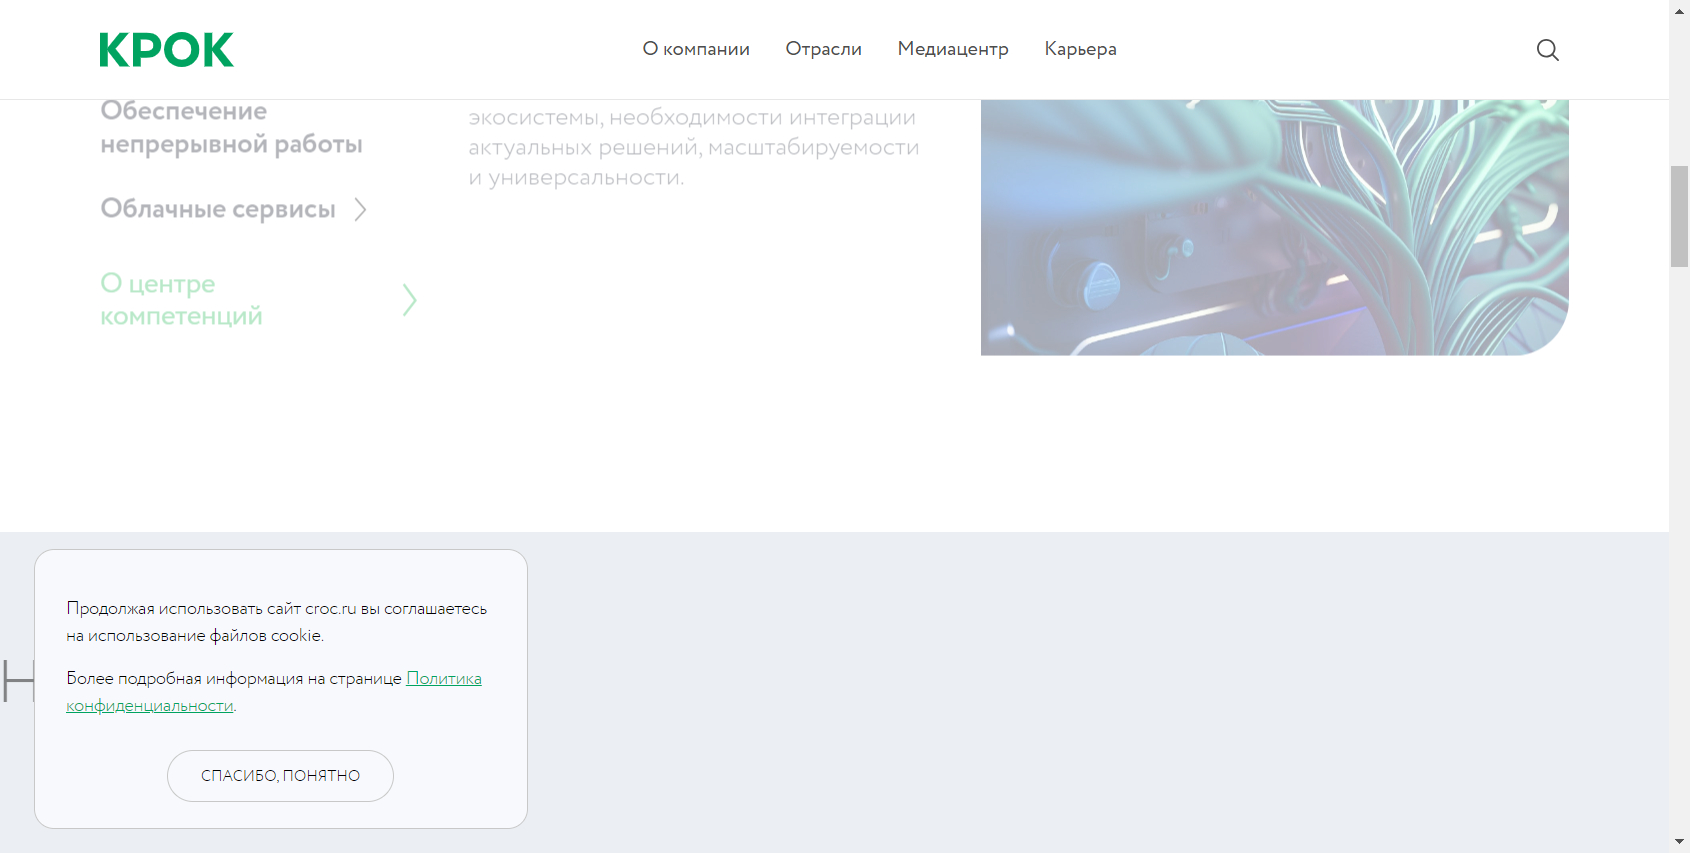 КРОК
О компании
Отрасли
Медиацентр
Карьера
Обеспечение
непрерывной работы
Облачные сервисы
О центре
компетенций
экосистемы, необходимости интеграции
актуальных решений, масштабируемости
и универсальности.
Продолжая использовать сайт croc.ru вы соглашаетесь
на использование файлов cookie.
Более подробная информация на странице Политика
конфиденциальности.
СПАСИБО, ПОНЯТНО